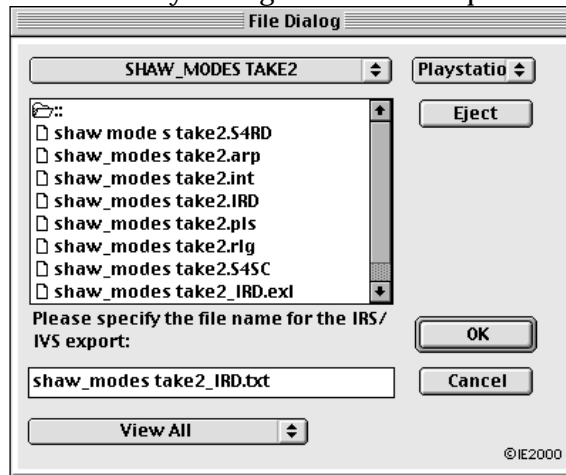 File Dialog
SHAW_MODES TAKE2
Playstatio
::
Eject
shaw mode s take2.S4RD
shaw_modes take2.arp
shaw_modes take2.int
shaw_modes take2.IRD
shaw_modes take2.pls
shaw_modes take2.rlg
shaw_modes take2.S4SC
shaw_modes take2_IRD.exl
Please specify the file name for the IRS/
IVS export:
OK
shaw_modes take2_IRD.txt
Cancel
View All
©IE2000